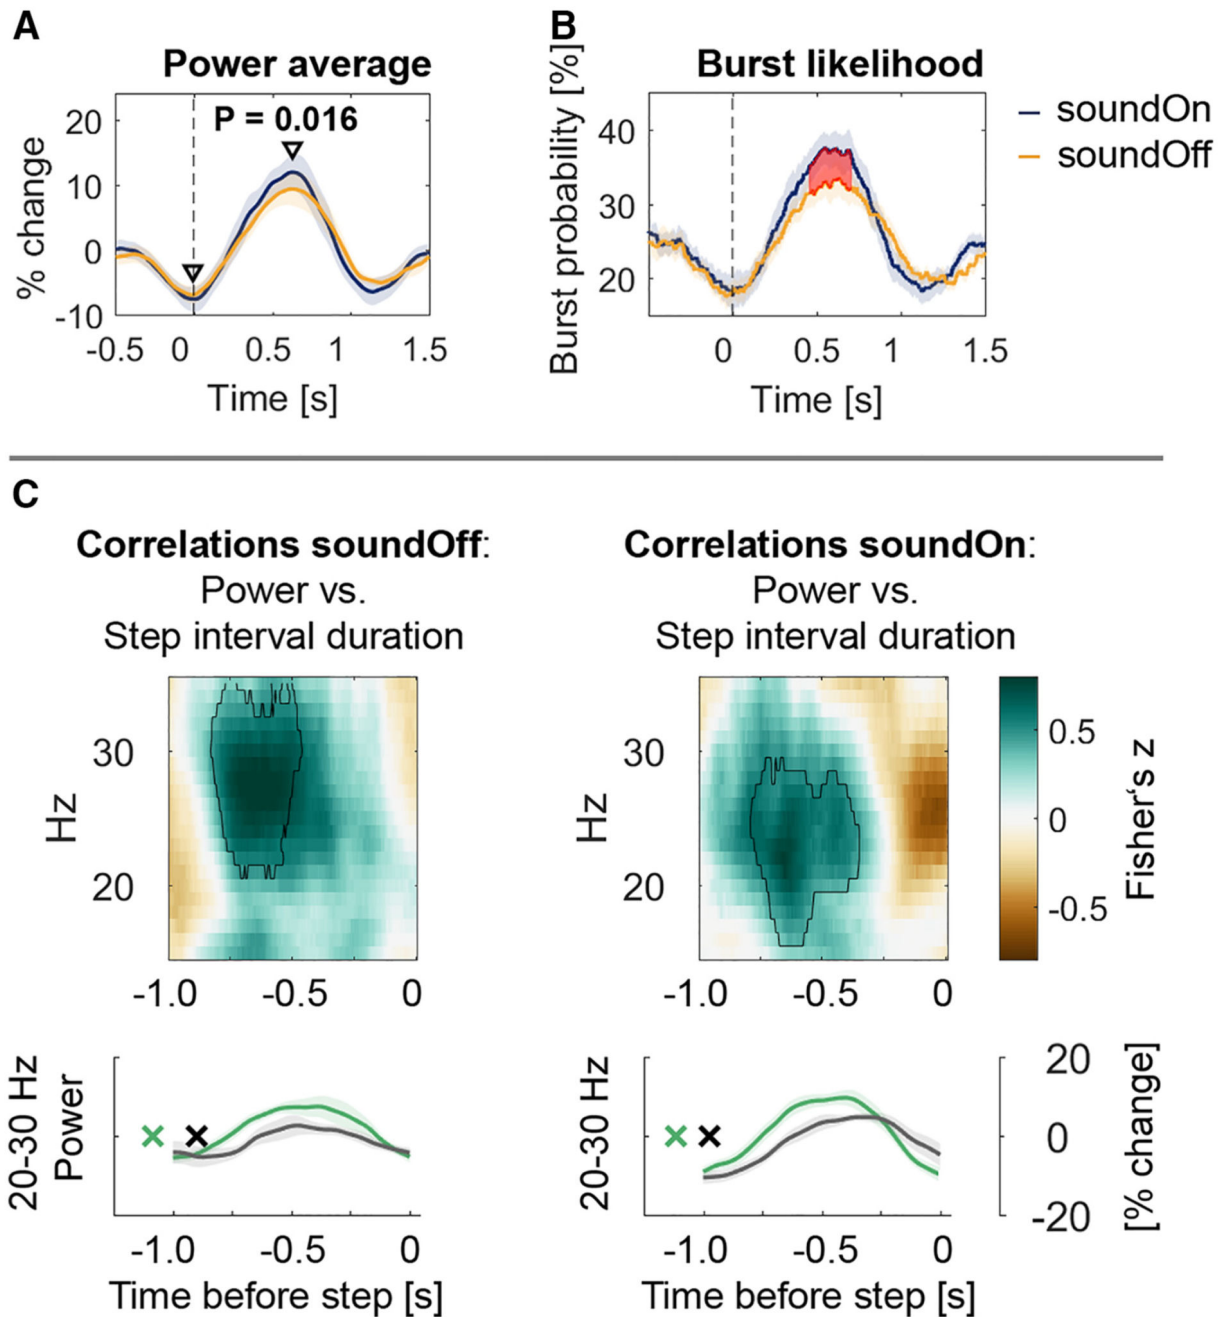 A
B
Power average
Burst likelihood
P = 0.016
% change
20
10
0
-10
-0.5 0 0.5 1 1.5
Time [s]
Burst probability [%]
40
30
20
0 0.5 1 1.5
Time [s]
soundOn
soundOff
C
Correlations soundOff:
Power vs.
Step interval duration
Correlations soundOn:
Power vs.
Step interval duration
Hz
30
20
-1.0 -0.5 0
Hz
30
20
-1.0 -0.5 0
0.5
0
-0.5
Fisher‘s z
20-30 Hz
Power
-1.0 -0.5 0
Time before step [s]
20-30 Hz
-1.0 -0.5 0
Time before step [s]
20
0
-20
[% change]